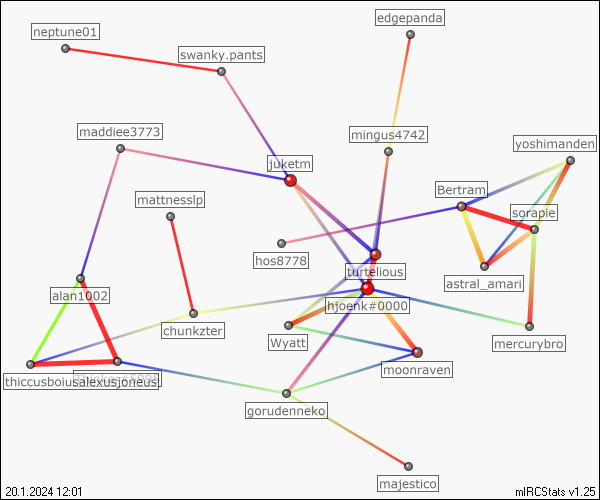 edgepanda
neptune01
swanky.pants
maddiee3773
mingus4742
yoshimanden
juketm
mattnesslp
Bertram
sorapie
hos8778
turtelious
alan1002
astral_amari
hjoenk#0000
chunkzter
Wyatt
mercurybro
moonraven
thiccusboiusalexusjoneus
gorudenneko
majestico
20.1.2024 12:01
mIRCStats v1.25